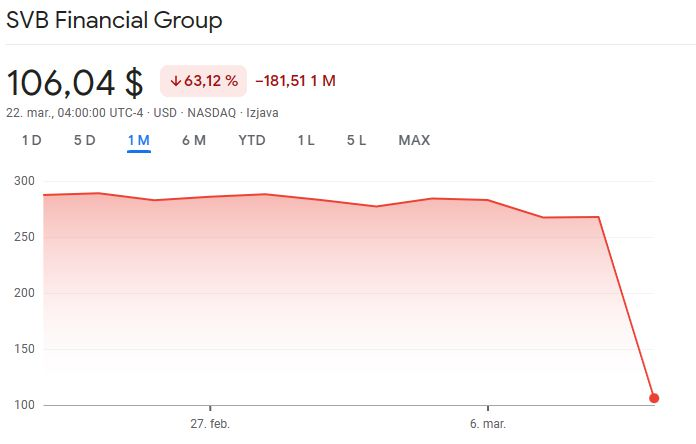 SVB Financial Group
106,04 $ ↓63,12 % −181,51 1 M
22. mar., 04:00:00 UTC-4 · USD · NASDAQ · Izjava
1 D 5 D 1 M 6 M YTD 1 L 5 L MAX
300
250
200
150
100
27. feb. 6. mar.